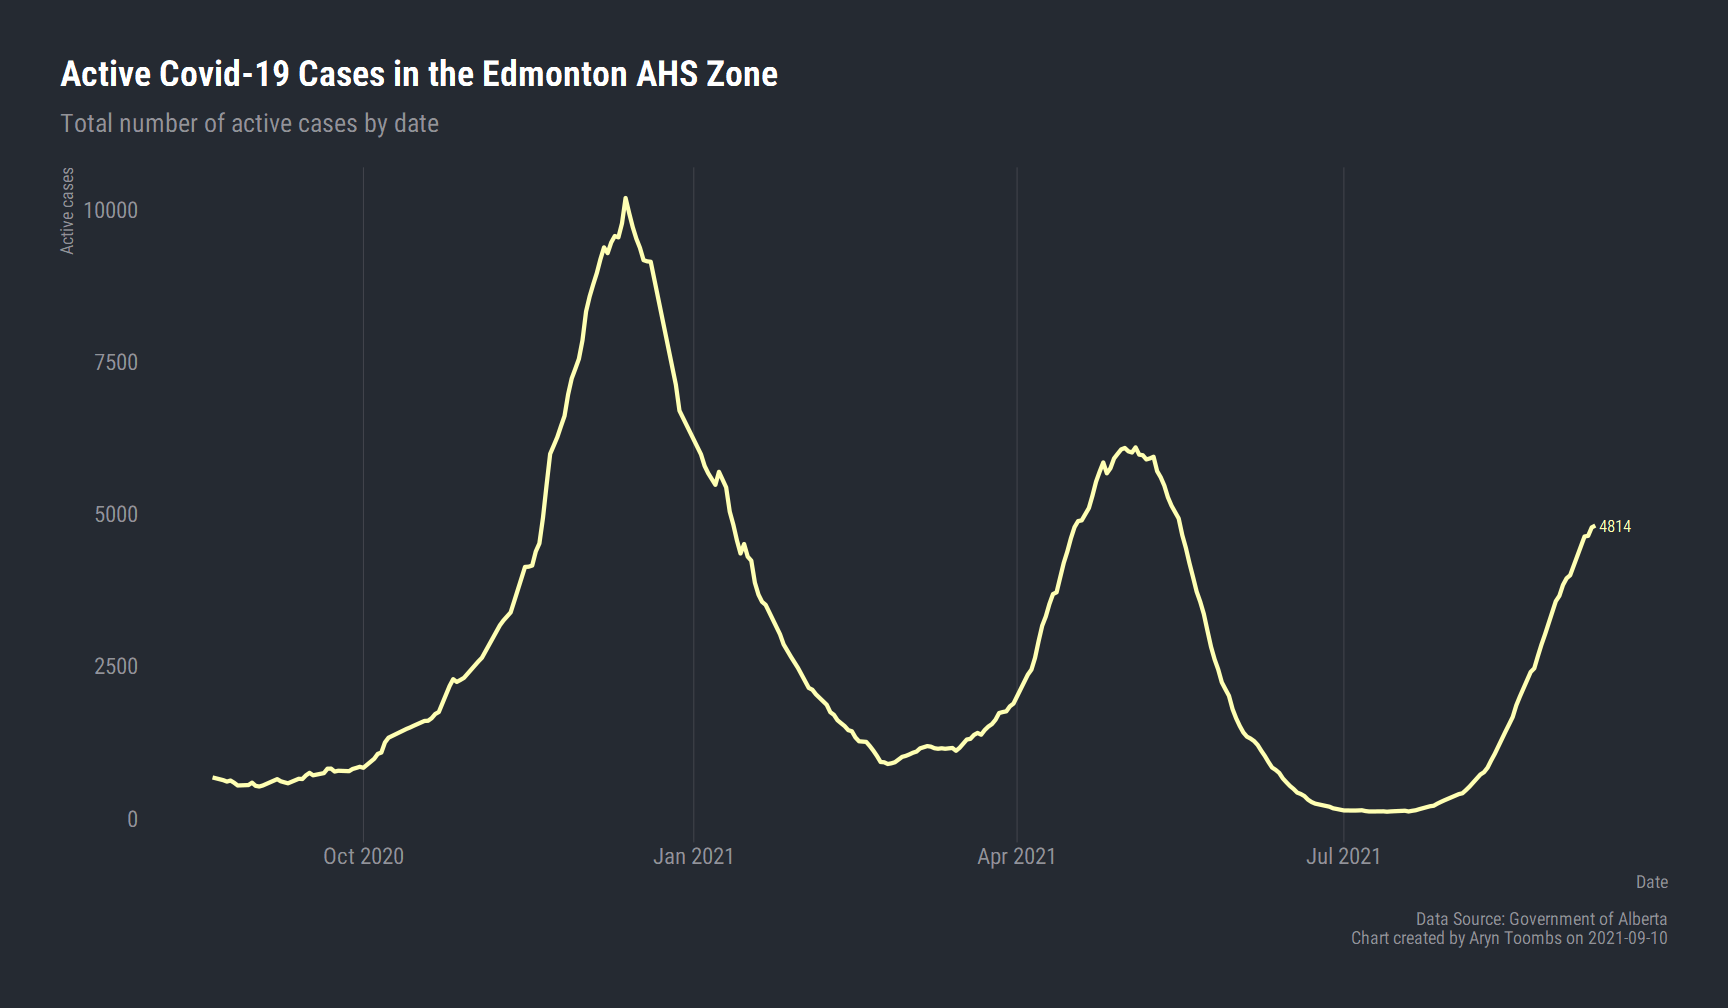 Active Covid-19 Cases in the Edmonton AHS Zone
Total number of active cases by date
Active cases
10000
7500
5000
2500
0
4814
Oct 2020
Jan 2021
Apr 2021
Jul 2021
Date
Data Source: Government of Alberta
Chart created by Aryn Toombs on 2021-09-10